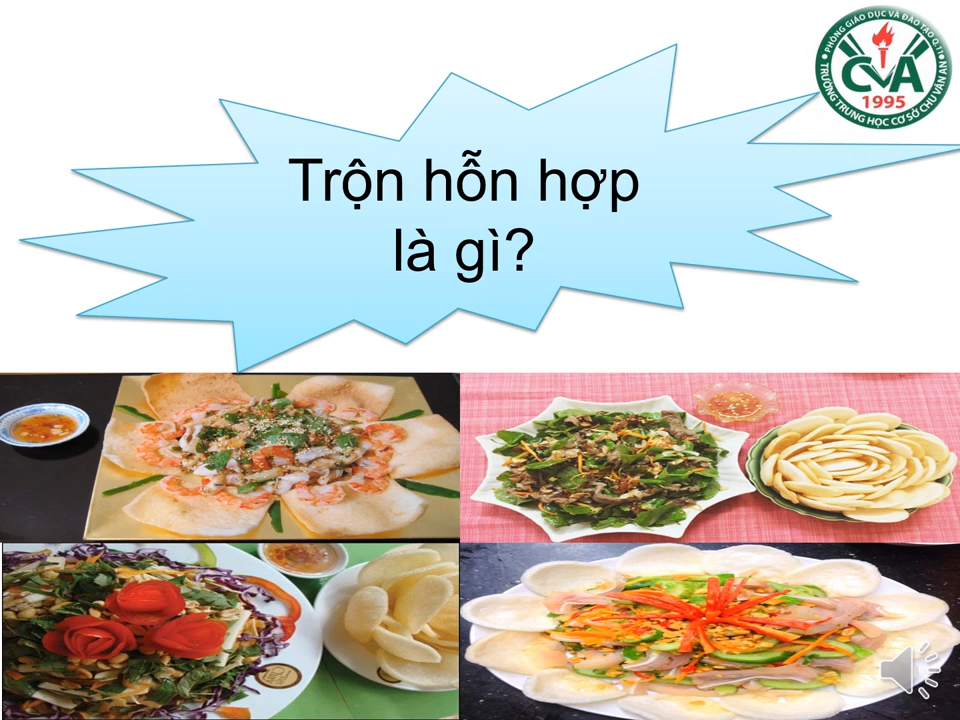 Trộn hỗn hợp
là gì?
PHÒNG GIÁO DỤC VÀ ĐÀO TẠO Q.11
CVA
1995
TRƯỜNG TRUNG HỌC CƠ SỞ CHU VĂN AN